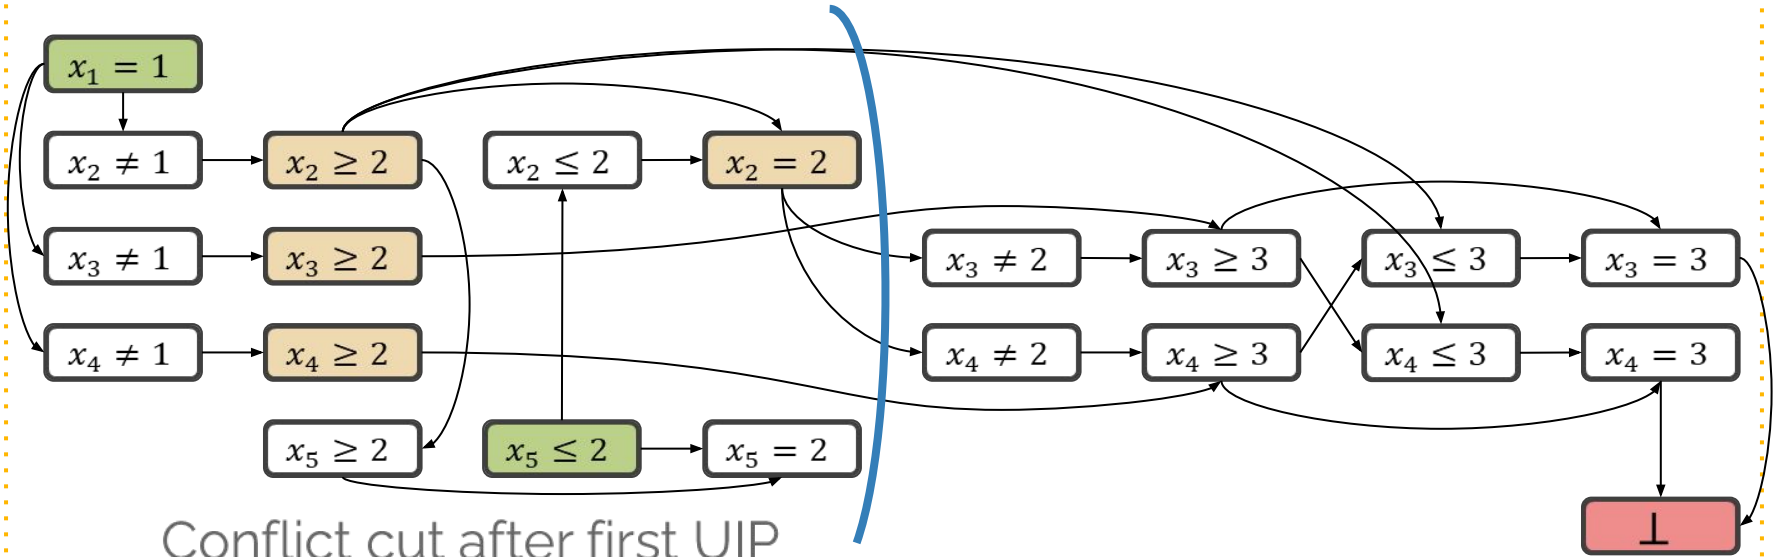 x₁ = 1
x₂ ≠ 1 x₂ ≥ 2 x₂ ≤ 2 x₂ = 2
x₃ ≠ 1 x₃ ≥ 2 x₃ ≠ 2 x₃ ≥ 3 x₃ ≤ 3 x₃ = 3
x₄ ≠ 1 x₄ ≥ 2 x₄ ≠ 2 x₄ ≥ 3 x₄ ≤ 3 x₄ = 3
x₅ ≥ 2 x₅ ≤ 2 x₅ = 2
⊥
Conflict cut after first UIP